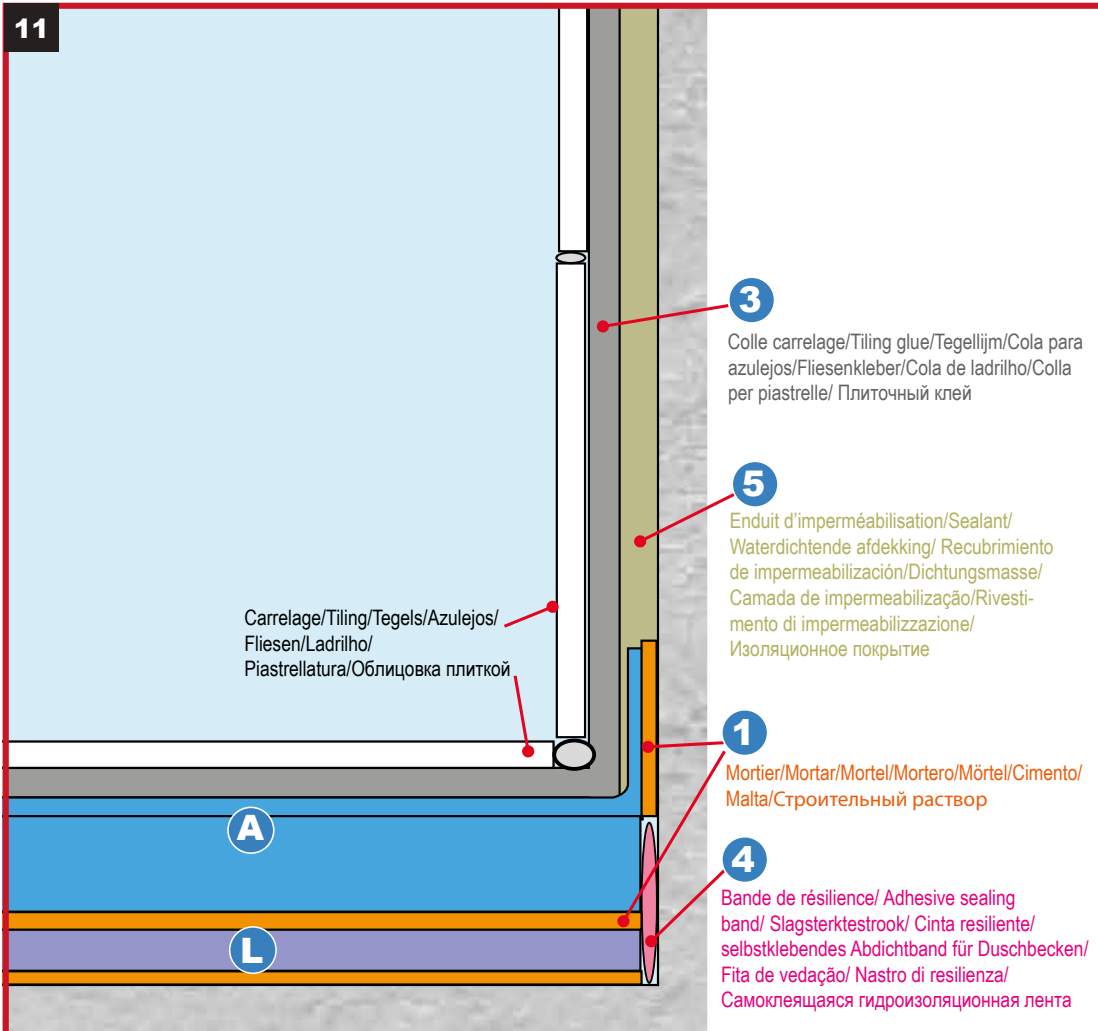 11
3
Colle carrelage/Tiling glue/Tegellijm/Cola para
azulejos/Fliesenkleber/Cola de ladrilho/Colla
per piastrelle/ Плиточный клей
5
Enduit d'imperméabilisation/Sealant/
Waterdichtende afdekking/ Recubrimiento
de impermeabilización/Dichtungsmasse/
Camada de impermeabilização/Rivesti-
mento di impermeabilizzazione/
Изоляционное покрытие
Carrelage/Tiling/Tegels/Azulejos/
Fliesen/Ladrilho/
Piastrellatura/Облицовка плиткой
1
Mortier/Mortar/Mortel/Mortero/Mörtel/Cimento/
Malta/Строительный раствор
A
4
Bande de résilience/ Adhesive sealing
band/ Slagsterktestrook/ Cinta resiliente/
selbstklebendes Abdichtband für Duschbecken/
Fita de vedação/ Nastro di resilienza/
Самоклеящаяся гидроизоляционная лента
L